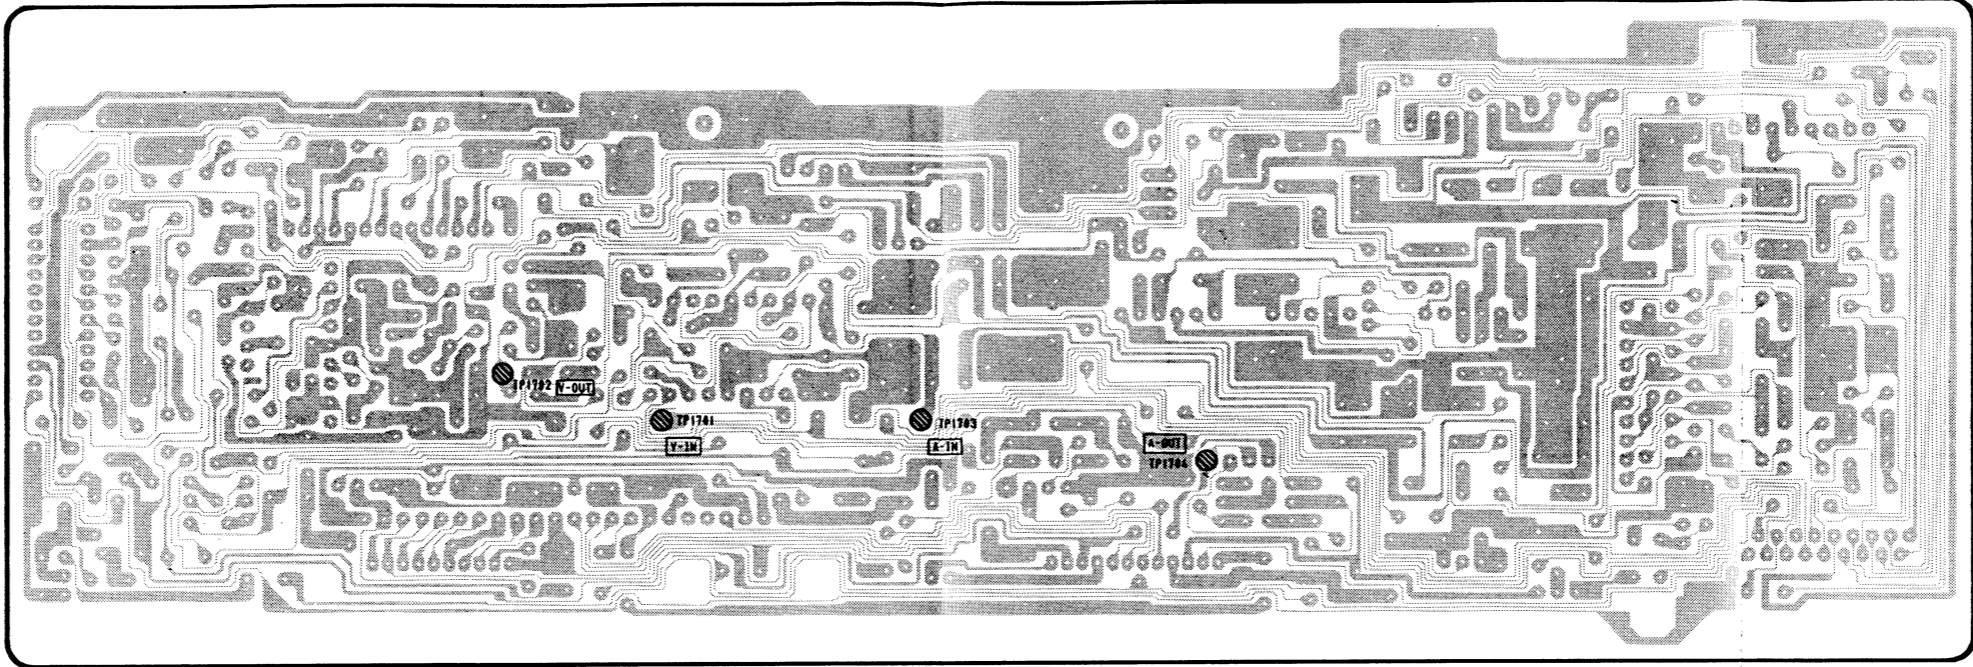 TP1702 V-OUT
TP1701
V-IN
TP1703
A-IN
A-OUT
TP1704